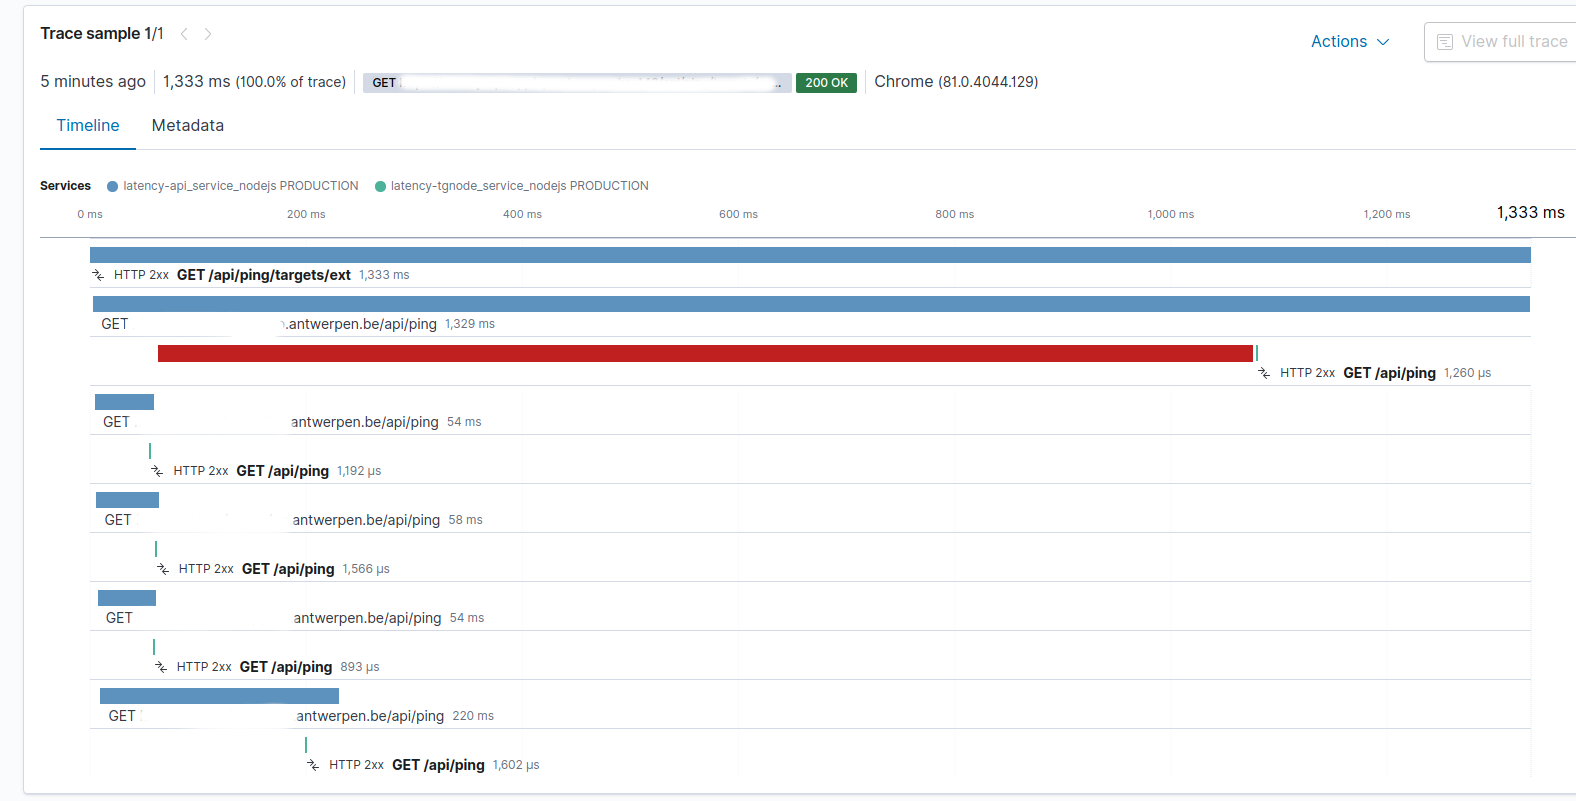 Trace sample 1/1
Actions
View full trace
5 minutes ago 1,333 ms (100.0% of trace) GET .. 200 OK Chrome (81.0.4044.129)
Timeline Metadata
Services latency-api_service_nodejs PRODUCTION latency-tgnode_service_nodejs PRODUCTION
0 ms 200 ms 400 ms 600 ms 800 ms 1,000 ms 1,200 ms 1,333 ms
HTTP 2xx GET /api/ping/targets/ext 1,333 ms
GET .antwerpen.be/api/ping 1,329 ms
HTTP 2xx GET /api/ping 1,260 µs
GET antwerpen.be/api/ping 54 ms
HTTP 2xx GET /api/ping 1,192 µs
GET antwerpen.be/api/ping 58 ms
HTTP 2xx GET /api/ping 1,566 µs
GET antwerpen.be/api/ping 54 ms
HTTP 2xx GET /api/ping 893 µs
GET antwerpen.be/api/ping 220 ms
HTTP 2xx GET /api/ping 1,602 µs